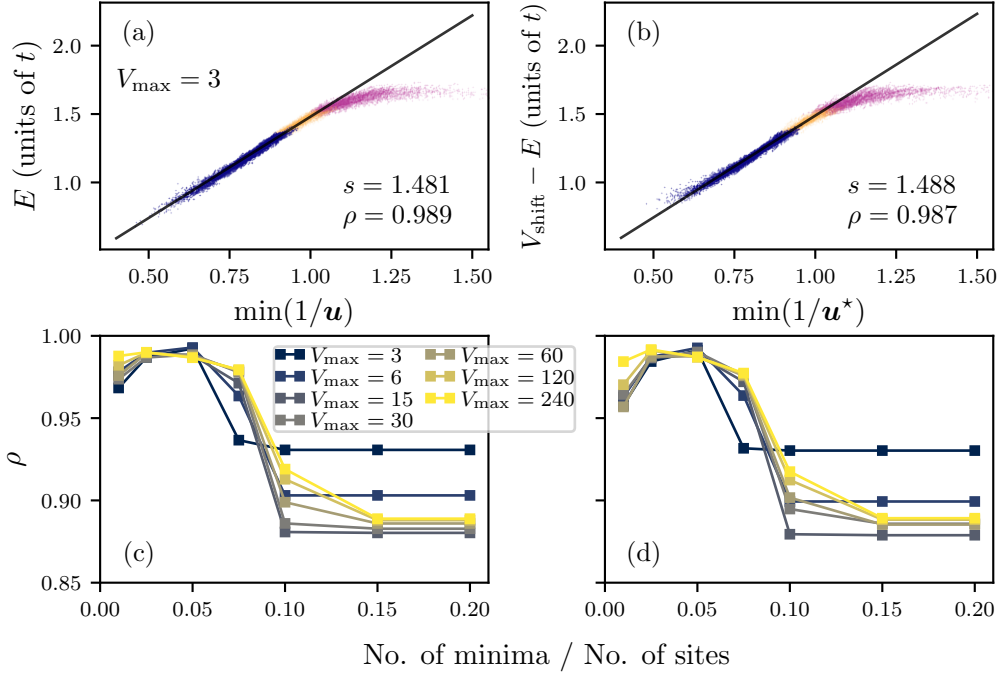 (a)
V_max = 3
s = 1.481
ρ = 0.989
E (units of t)
2.0
1.5
1.0
0.50 0.75 1.00 1.25 1.50
min(1/u)
(b)
s = 1.488
ρ = 0.987
V_shift − E (units of t)
2.0
1.5
1.0
0.50 0.75 1.00 1.25 1.50
min(1/u⋆)
V_max = 3
V_max = 6
V_max = 15
V_max = 30
V_max = 60
V_max = 120
V_max = 240
ρ
1.00
0.95
0.90
0.85
(c)
0.00 0.05 0.10 0.15 0.20
(d)
0.00 0.05 0.10 0.15 0.20
No. of minima / No. of sites